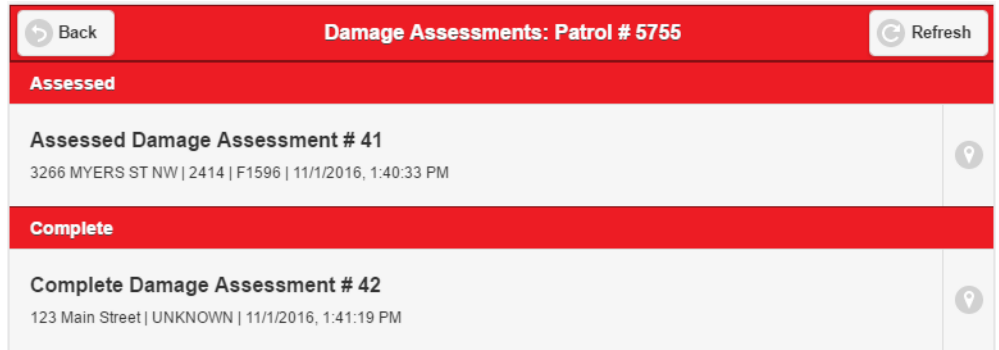 Back
Damage Assessments: Patrol # 5755
Refresh
Assessed
Assessed Damage Assessment # 41
3266 MYERS ST NW | 2414 | F1596 | 11/1/2016, 1:40:33 PM
Complete
Complete Damage Assessment # 42
123 Main Street | UNKNOWN | 11/1/2016, 1:41:19 PM